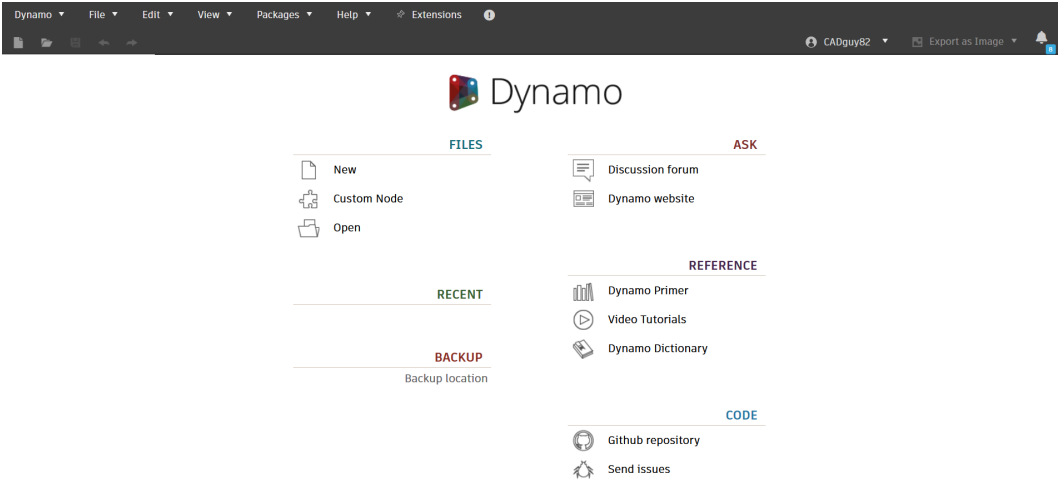 Dynamo File Edit View Packages Help Extensions
CADguy82 Export as Image 8
Dynamo
FILES
New
Custom Node
Open
RECENT
BACKUP
Backup location
ASK
Discussion forum
Dynamo website
REFERENCE
Dynamo Primer
Video Tutorials
Dynamo Dictionary
CODE
Github repository
Send issues